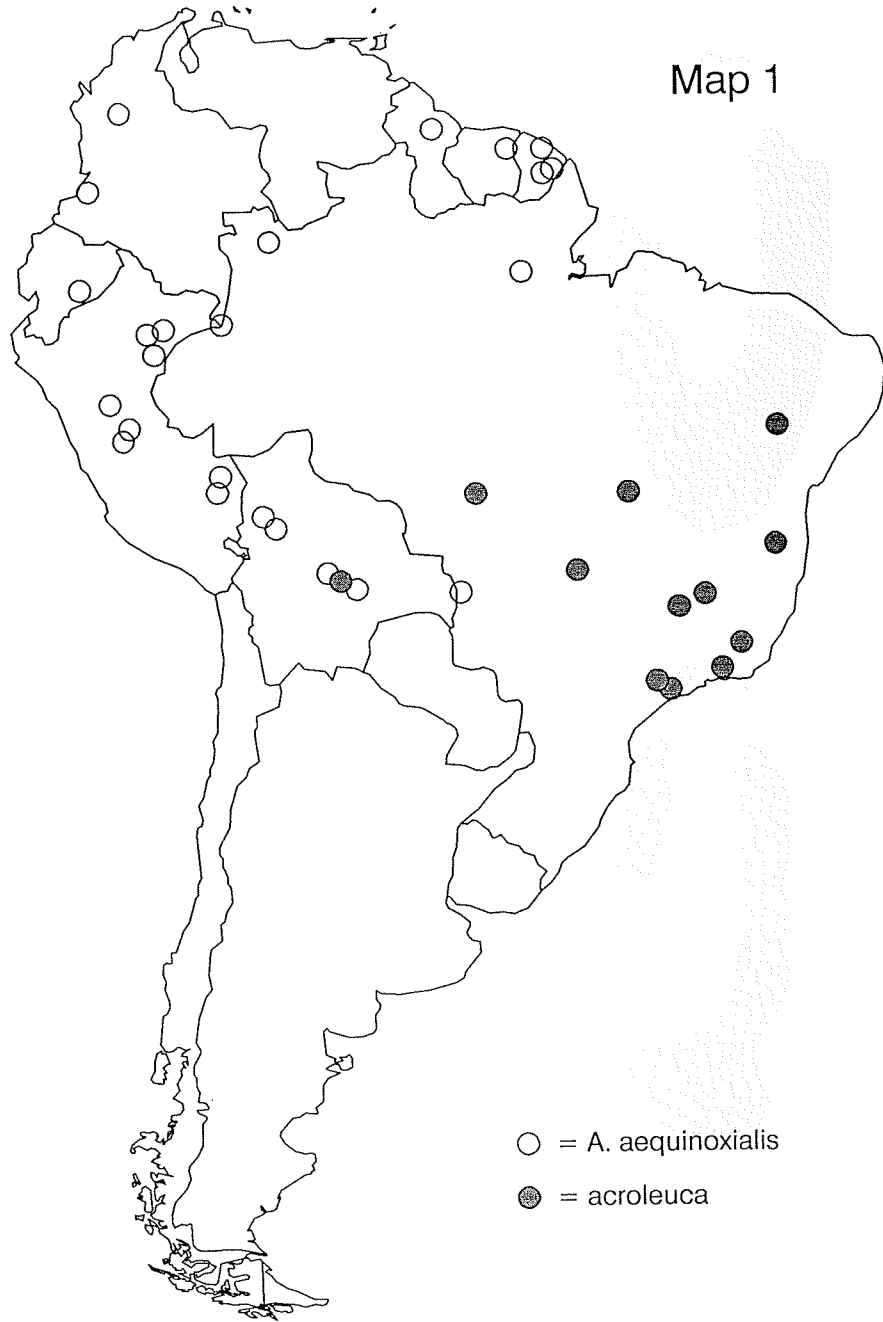 Map 1
○ = A. aequinoxialis
● = acroleuca